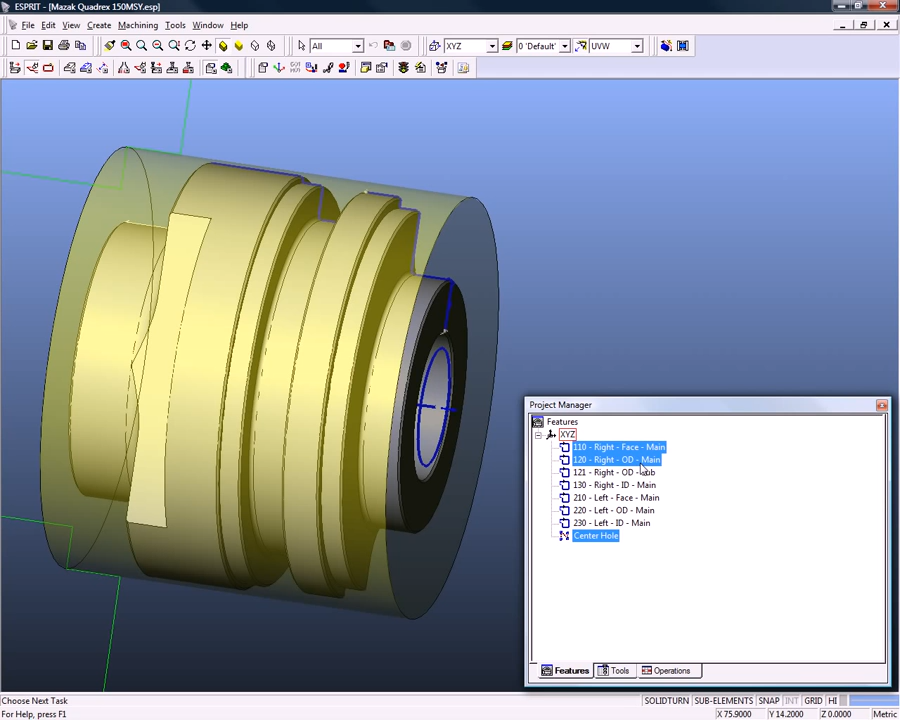 ESPRIT - [Mazak Quadrex 150MSY.esp]
File Edit View Create Machining Tools Window Help
All XYZ 0 'Default' UVW
Project Manager
Features
XYZ
110 - Right - Face - Main
120 - Right - OD - Main
121 - Right - OD - Sub
130 - Right - ID - Main
210 - Left - Face - Main
220 - Left - OD - Main
230 - Left - ID - Main
Center Hole
Features Tools Operations
Choose Next Task SOLIDTURN SUB-ELEMENTS SNAP INT GRID HI
For Help, press F1 X 75.9000 Y 14.2000 Z 0.0000 Metric